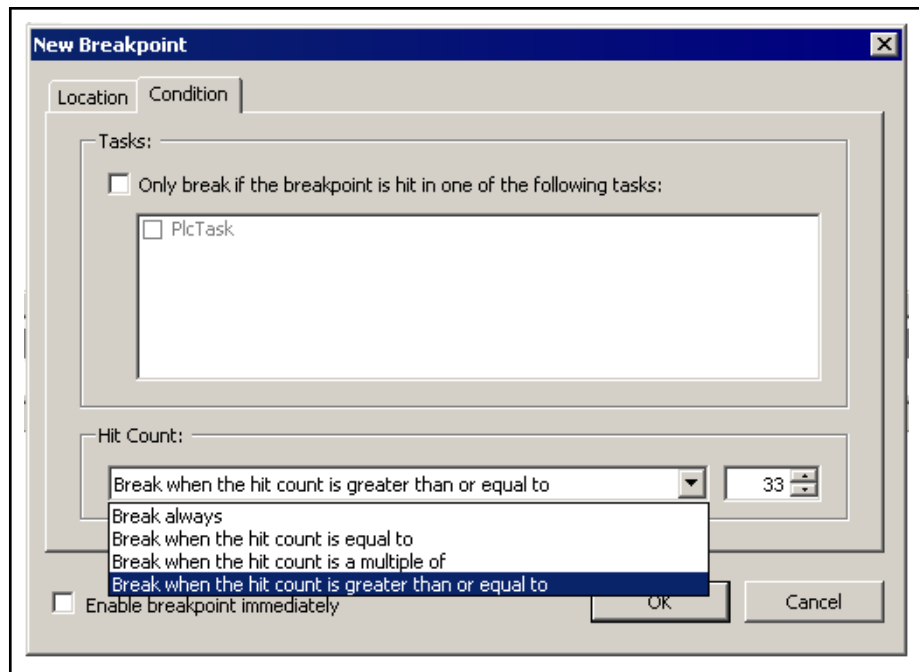 New Breakpoint
Location Condition
Tasks:
Only break if the breakpoint is hit in one of the following tasks:
PlcTask
Hit Count:
Break when the hit count is greater than or equal to 33
Break always
Break when the hit count is equal to
Break when the hit count is a multiple of
Break when the hit count is greater than or equal to
Enable breakpoint immediately OK Cancel